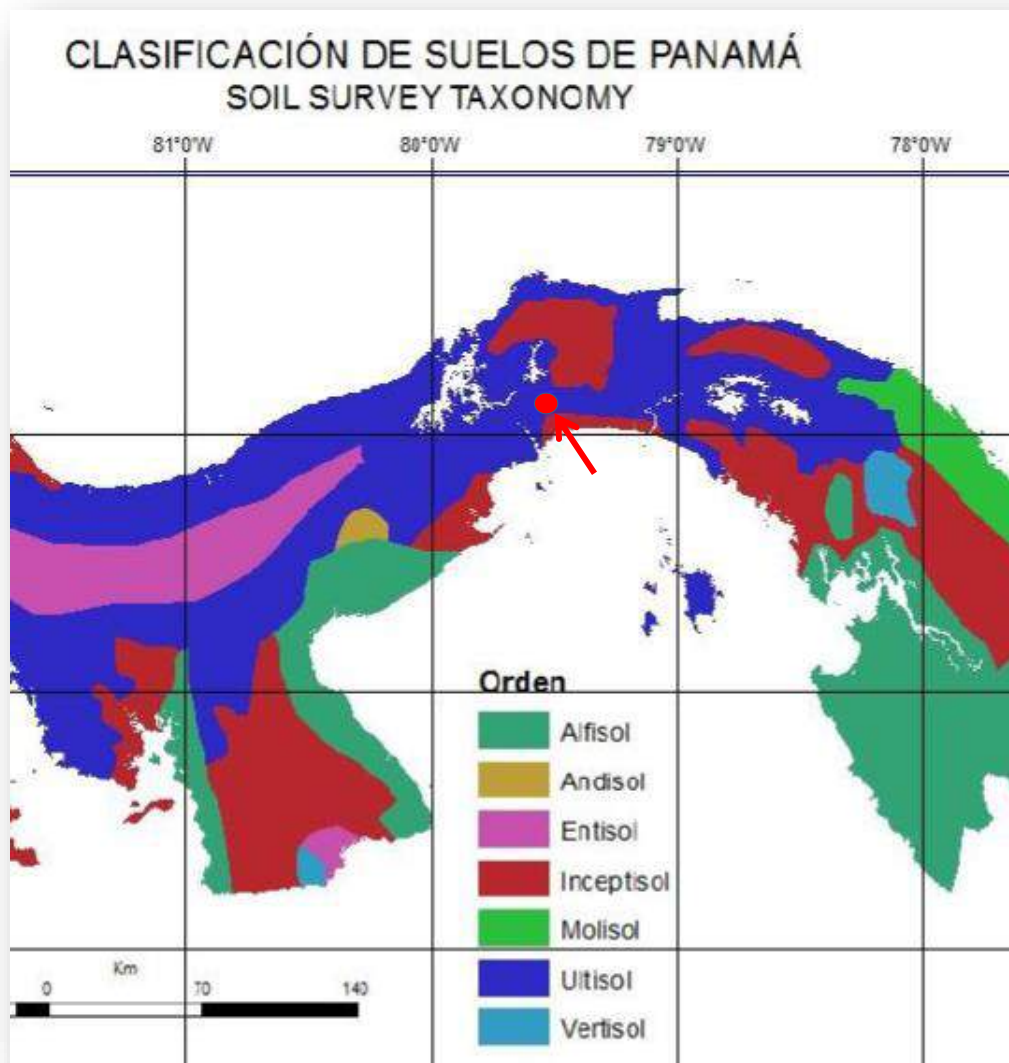 CLASIFICACIÓN DE SUELOS DE PANAMÁ
SOIL SURVEY TAXONOMY
81°0'W 80°0'W 79°0'W 78°0'W
Orden
Alfisol
Andisol
Entisol
Inceptisol
Molisol
Ultisol
Vertisol
Km
0 70 140